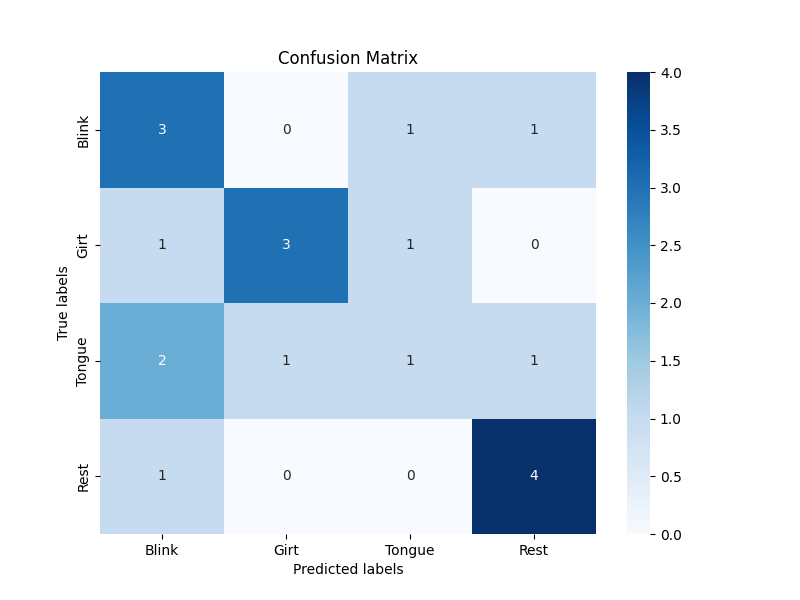 Confusion Matrix
True labels
Blink
3 0 1 1
Girt
1 3 1 0
Tongue
2 1 1 1
Rest
1 0 0 4
Blink Girt Tongue Rest
Predicted labels
4.0
3.5
3.0
2.5
2.0
1.5
1.0
0.5
0.0